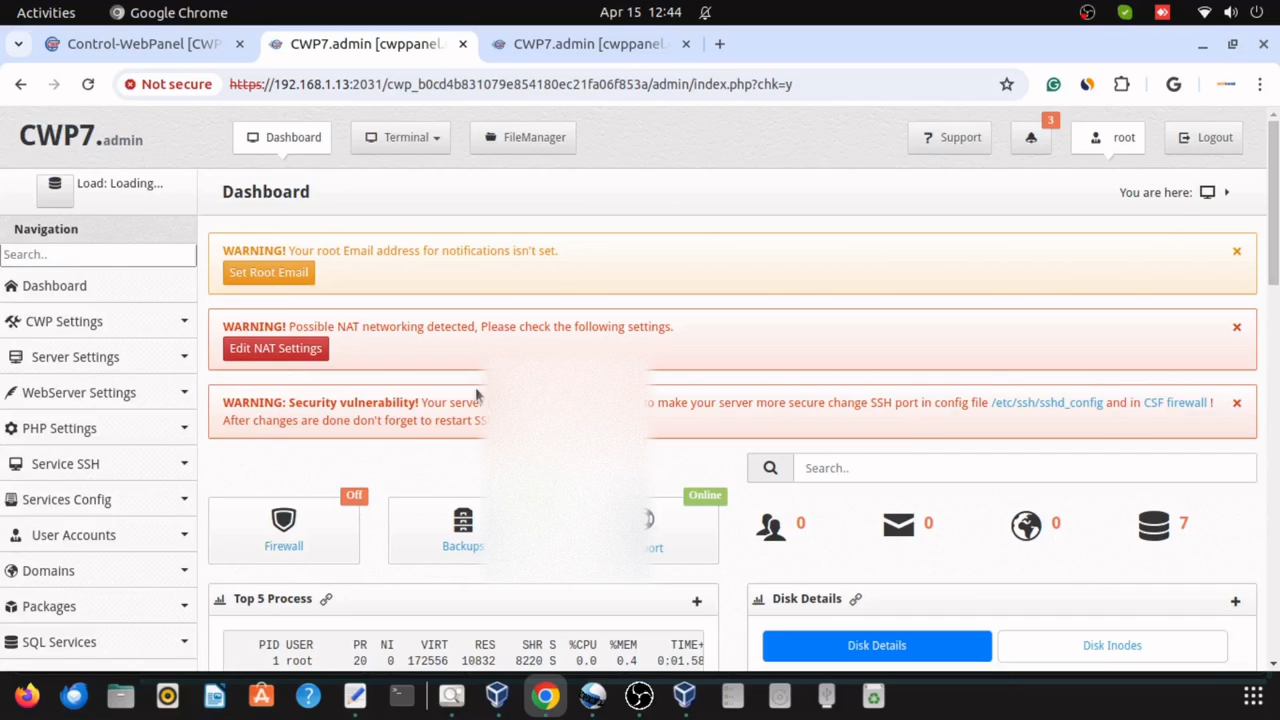 Activities
Google Chrome
Apr 15 12:44
Control-WebPanel [CWP
CWP7.admin [cwppanel.
CWP7.admin [cwppanel.
Not secure
https://192.168.1.13:2031/cwp_b0cd4b831079e854180ec21fa06f853a/admin/index.php?chk=y
CWP7.admin
Dashboard
Terminal
FileManager
? Support
3
root
Logout
Load: Loading...
Dashboard
You are here:
Navigation
Search..
WARNING! Your root Email address for notifications isn't set.
Set Root Email
Dashboard
CWP Settings
Server Settings
WebServer Settings
PHP Settings
Service SSH
Services Config
User Accounts
Domains
Packages
SQL Services
WARNING! Possible NAT networking detected, Please check the following settings.
Edit NAT Settings
WARNING: Security vulnerability! Your to make your server more secure change SSH port in config file /etc/ssh/sshd_config and in CSF firewall !
After changes are done don't forget to restart
Search..
Off
Firewall
Backups
Online
0
0
0
7
Top 5 Process
PID USER PR NI VIRT RES SHR S %CPU %MEM TIME+
1 root 20 0 172556 10832 8220 S 0.0 0.4 0:01.58
Disk Details
Disk Details
Disk Inodes